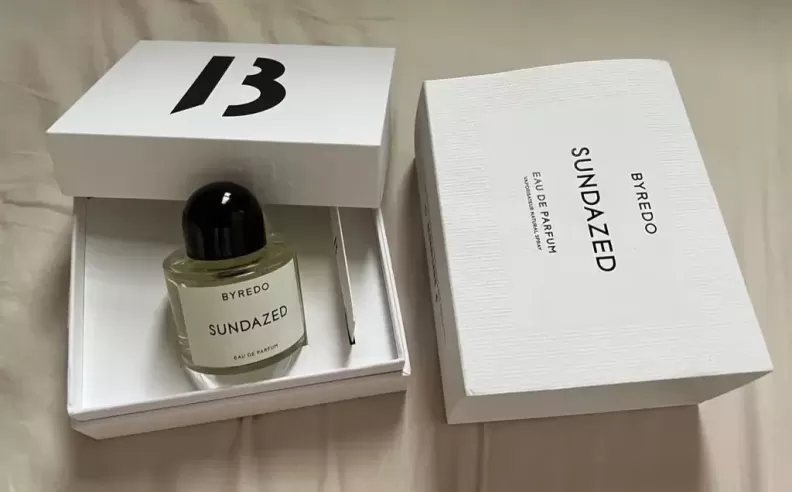 B
BYREDO
SUNDAZED
EAU DE PARFUM
BYREDO
SUNDAZED
EAU DE PARFUM
VAPORISATEUR NATURAL SPRAY